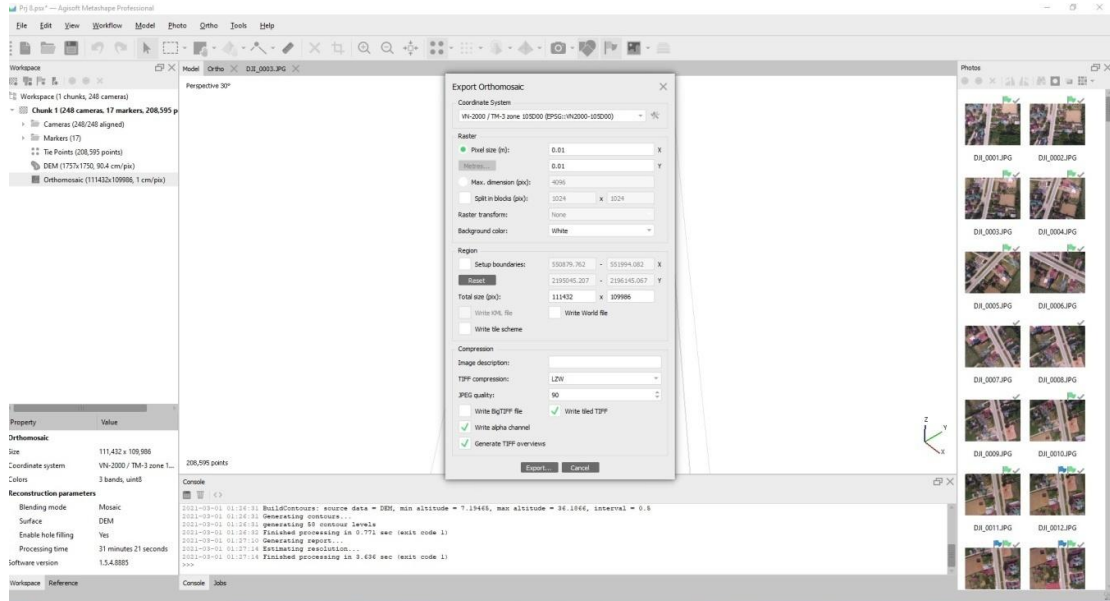 Prj 8.psx* — Agisoft Metashape Professional
File Edit View Workflow Model Photo Ortho Tools Help
Workspace
Workspace (1 chunks, 248 cameras)
Chunk 1 (248 cameras, 17 markers, 208,595 p
Cameras (248/248 aligned)
Markers (17)
Tie Points (208,595 points)
DEM (1757x1750, 90.4 cm/pix)
Orthomosaic (111432x109986, 1 cm/pix)
Property Value
Orthomosaic
Size 111,432 x 109,986
Coordinate system VN-2000 / TM-3 zone 1...
Colors 3 bands, uint8
Reconstruction parameters
Blending mode Mosaic
Surface DEM
Enable hole filling Yes
Processing time 31 minutes 21 seconds
Software version 1.5.4.8885
Workspace Reference
Model Ortho DJI_0003.JPG
Perspective 30°
208,595 points
Z
Y
X
Export Orthomosaic
Coordinate System
VN-2000 / TM-3 zone 105D00 (EPSG::VN2000-105D00)
Raster
Pixel size (m): 0.01 X
Metres... 0.01 Y
Max. dimension (pix): 4096
Split in blocks (pix): 1024 x 1024
Raster transform: None
Background color: White
Region
Setup boundaries: 550879.762 - 551994.082 X
Reset 2195045.207 - 2196145.067 Y
Total size (pix): 111432 x 109986
Write KML file Write World file
Write tile scheme
Compression
Image description:
TIFF compression: LZW
JPEG quality: 90
Write BigTIFF file Write tiled TIFF
Write alpha channel
Generate TIFF overviews
Export... Cancel
Console
2021-03-01 01:26:31 BuildContours: source data = DEM, min altitude = 7.19465, max altitude = 36.1866, interval = 0.5
2021-03-01 01:26:31 Generating contours...
2021-03-01 01:26:31 generating 58 contour levels
2021-03-01 01:26:32 Finished processing in 0.771 sec (exit code 1)
2021-03-01 01:27:10 Generating report...
2021-03-01 01:27:14 Estimating resolution...
2021-03-01 01:27:14 Finished processing in 3.636 sec (exit code 1)
>>>
Console Jobs
Photos
DJI_0001.JPG DJI_0002.JPG
DJI_0003.JPG DJI_0004.JPG
DJI_0005.JPG DJI_0006.JPG
DJI_0007.JPG DJI_0008.JPG
DJI_0009.JPG DJI_0010.JPG
DJI_0011.JPG DJI_0012.JPG